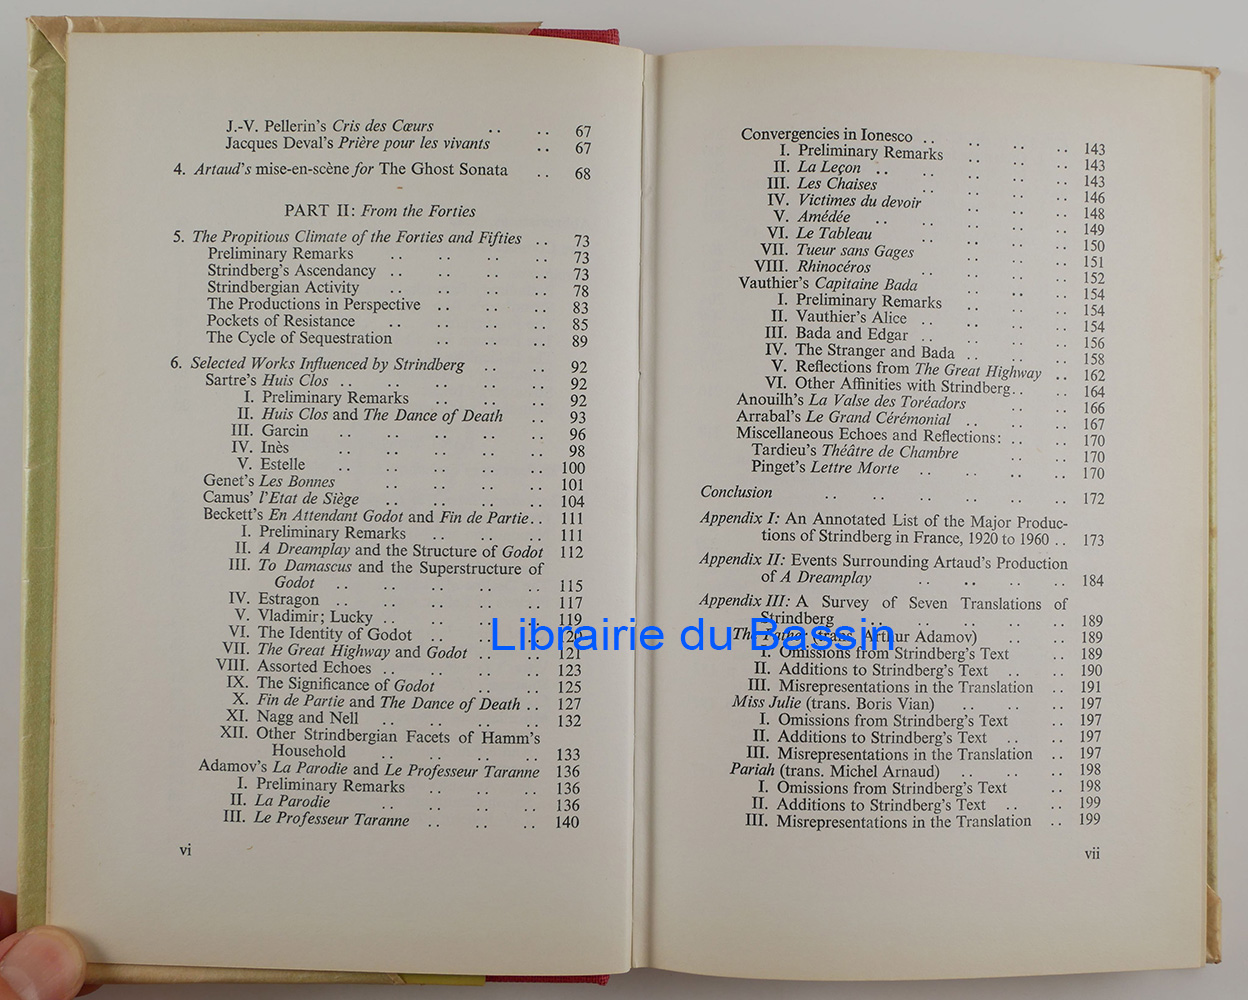 J.-V. Pellerin's Cris des Cœurs .. .. 67
Jacques Deval's Prière pour les vivants .. 67
4. Artaud's mise-en-scène for The Ghost Sonata .. 68
PART II: From the Forties
5. The Propitious Climate of the Forties and Fifties .. 73
Preliminary Remarks .. .. .. .. 73
Strindberg's Ascendancy .. .. .. .. 73
Strindbergian Activity .. .. .. .. 78
The Productions in Perspective .. .. .. 83
Pockets of Resistance .. .. .. .. 85
The Cycle of Sequestration .. .. .. 89
6. Selected Works Influenced by Strindberg .. .. 92
Sartre's Huis Clos .. .. .. .. .. 92
I. Preliminary Remarks .. .. .. 92
II. Huis Clos and The Dance of Death .. 93
III. Garcin .. .. .. .. .. 96
IV. Inès .. .. .. .. .. 98
V. Estelle .. .. .. .. .. 100
Genet's Les Bonnes .. .. .. .. 101
Camus' l'Etat de Siège .. .. .. .. 104
Beckett's En Attendant Godot and Fin de Partie .. 111
I. Preliminary Remarks .. .. .. 111
II. A Dreamplay and the Structure of Godot 112
III. To Damascus and the Superstructure of
Godot .. .. .. .. .. 115
IV. Estragon .. .. .. .. .. 117
V. Vladimir; Lucky .. .. .. .. 119
VI. The Identity of Godot .. .. .. 120
VII. The Great Highway and Godot .. .. 121
VIII. Assorted Echoes .. .. .. .. 123
IX. The Significance of Godot .. .. 125
X. Fin de Partie and The Dance of Death .. 127
XI. Nagg and Nell .. .. .. .. 132
XII. Other Strindbergian Facets of Hamm's
Household .. .. .. .. 133
Adamov's La Parodie and Le Professeur Taranne 136
I. Preliminary Remarks .. .. .. 136
II. La Parodie .. .. .. .. 136
III. Le Professeur Taranne .. .. .. 140
vi
Convergencies in Ionesco .. .. .. .. 143
I. Preliminary Remarks .. .. .. 143
II. La Leçon .. .. .. .. 143
III. Les Chaises .. .. .. .. 146
IV. Victimes du devoir .. .. .. 148
V. Amédée .. .. .. .. 149
VI. Le Tableau .. .. .. .. 150
VII. Tueur sans Gages .. .. .. 151
VIII. Rhinocéros .. .. .. .. 152
Vauthier's Capitaine Bada .. .. .. 154
I. Preliminary Remarks .. .. .. 154
II. Vauthier's Alice .. .. .. .. 154
III. Bada and Edgar .. .. .. .. 156
IV. The Stranger and Bada .. .. .. 158
V. Reflections from The Great Highway .. 162
VI. Other Affinities with Strindberg .. .. 164
Anouilh's La Valse des Toréadors .. .. 166
Arrabal's Le Grand Cérémonial .. .. .. 167
Miscellaneous Echoes and Reflections: .. .. 170
Tardieu's Théâtre de Chambre .. .. 170
Pinget's Lettre Morte .. .. .. .. 170
Conclusion .. .. .. .. .. .. 172
Appendix I: An Annotated List of the Major Produc-
tions of Strindberg in France, 1920 to 1960 .. 173
Appendix II: Events Surrounding Artaud's Production
of A Dreamplay .. .. .. .. 184
Appendix III: A Survey of Seven Translations of
Strindberg .. .. .. .. .. 189
The Father (trans. Arthur Adamov) .. .. 189
I. Omissions from Strindberg's Text .. 189
II. Additions to Strindberg's Text .. .. 190
III. Misrepresentations in the Translation .. 191
Miss Julie (trans. Boris Vian) .. .. .. 197
I. Omissions from Strindberg's Text .. 197
II. Additions to Strindberg's Text .. .. 197
III. Misrepresentations in the Translation .. 197
Pariah (trans. Michel Arnaud) .. .. .. 198
I. Omissions from Strindberg's Text .. 198
II. Additions to Strindberg's Text .. .. 199
III. Misrepresentations in the Translation .. 199
vii
Librairie du Bassin